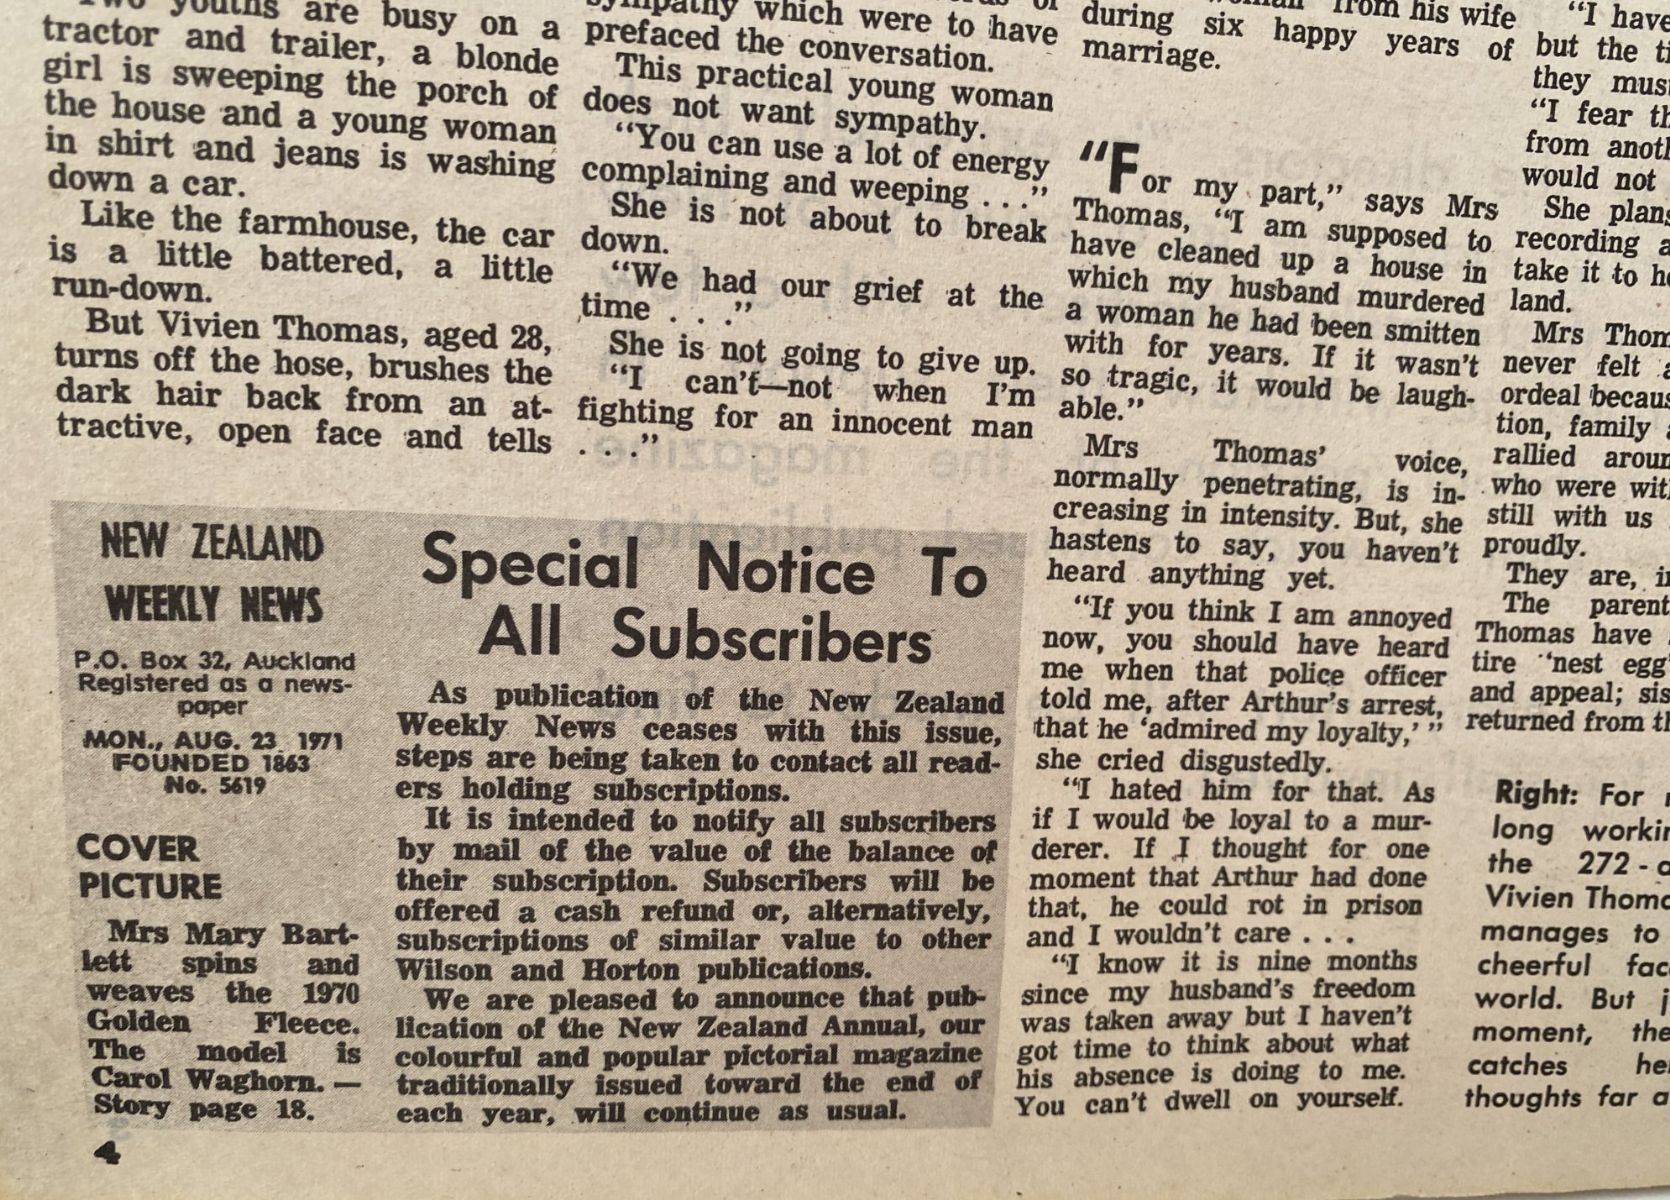 Two youths are busy on a
tractor and trailer, a blonde
girl is sweeping the porch of
the house and a young woman
in shirt and jeans is washing
down a car.
Like the farmhouse, the car
is a little battered, a little
run-down.
But Vivien Thomas, aged 28,
turns off the hose, brushes the
dark hair back from an at-
tractive, open face and tells
sympathy which were to have
prefaced the conversation.
This practical young woman
does not want sympathy.
"You can use a lot of energy
complaining and weeping . . ."
She is not about to break
down.
"We had our grief at the
time . . ."
She is not going to give up.
"I can't—not when I'm
fighting for an innocent man
. . ."
NEW ZEALAND
WEEKLY NEWS
P.O. Box 32, Auckland
Registered as a news-
paper
MON., AUG. 23 1971
FOUNDED 1863
No. 5619
COVER
PICTURE
Mrs Mary Bart-
lett spins and
weaves the 1970
Golden Fleece.
The model is
Carol Waghorn. —
Story page 18.
4
Special Notice To
All Subscribers
As publication of the New Zealand
Weekly News ceases with this issue,
steps are being taken to contact all read-
ers holding subscriptions.
It is intended to notify all subscribers
by mail of the value of the balance of
their subscription. Subscribers will be
offered a cash refund or, alternatively,
subscriptions of similar value to other
Wilson and Horton publications.
We are pleased to announce that pub-
lication of the New Zealand Annual, our
colourful and popular pictorial magazine
traditionally issued toward the end of
each year, will continue as usual.
from his wife
during six happy years of
marriage.
"For my part," says Mrs
Thomas, "I am supposed to
have cleaned up a house in
which my husband murdered
a woman he had been smitten
with for years. If it wasn't
so tragic, it would be laugh-
able."
Mrs Thomas' voice,
normally penetrating, is in-
creasing in intensity. But, she
hastens to say, you haven't
heard anything yet.
"If you think I am annoyed
now, you should have heard
me when that police officer
told me, after Arthur's arrest,
that he 'admired my loyalty,' "
she cried disgustedly.
"I hated him for that. As
if I would be loyal to a mur-
derer. If I thought for one
moment that Arthur had done
that, he could rot in prison
and I wouldn't care . . .
"I know it is nine months
since my husband's freedom
was taken away but I haven't
got time to think about what
his absence is doing to me.
You can't dwell on yourself.
"I have
but the
they
"I fear
from
would not
She
recording
take it to
land.
Mrs
never felt
ordeal
tion, family
rallied
who were
still with us
proudly.
They are,
The
Thomas have
tire "nest
and appeal;
returned from
Right: For
long
the 272-
Vivien
manages to
cheerful
world. But
moment,
catches
thoughts far